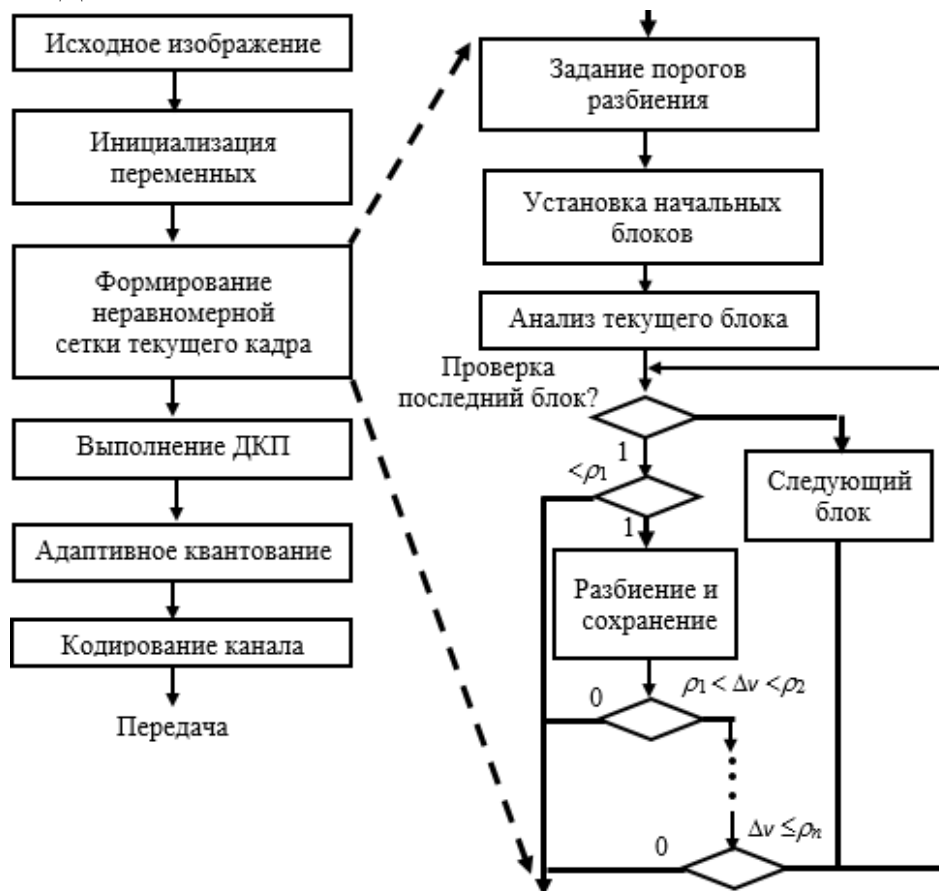 Исходное изображение
Инициализация
переменных
Формирование
неравномерной
сетки текущего кадра
Выполнение ДКП
Адаптивное квантование
Кодирование канала
Передача
Задание порогов
разбиения
Установка начальных
блоков
Анализ текущего блока
Проверка
последний блок?
1
<ρ1
Следующий
блок
1
Разбиение и
сохранение
0
ρ1 < Δv <ρ2
Δv ≤ρn
0